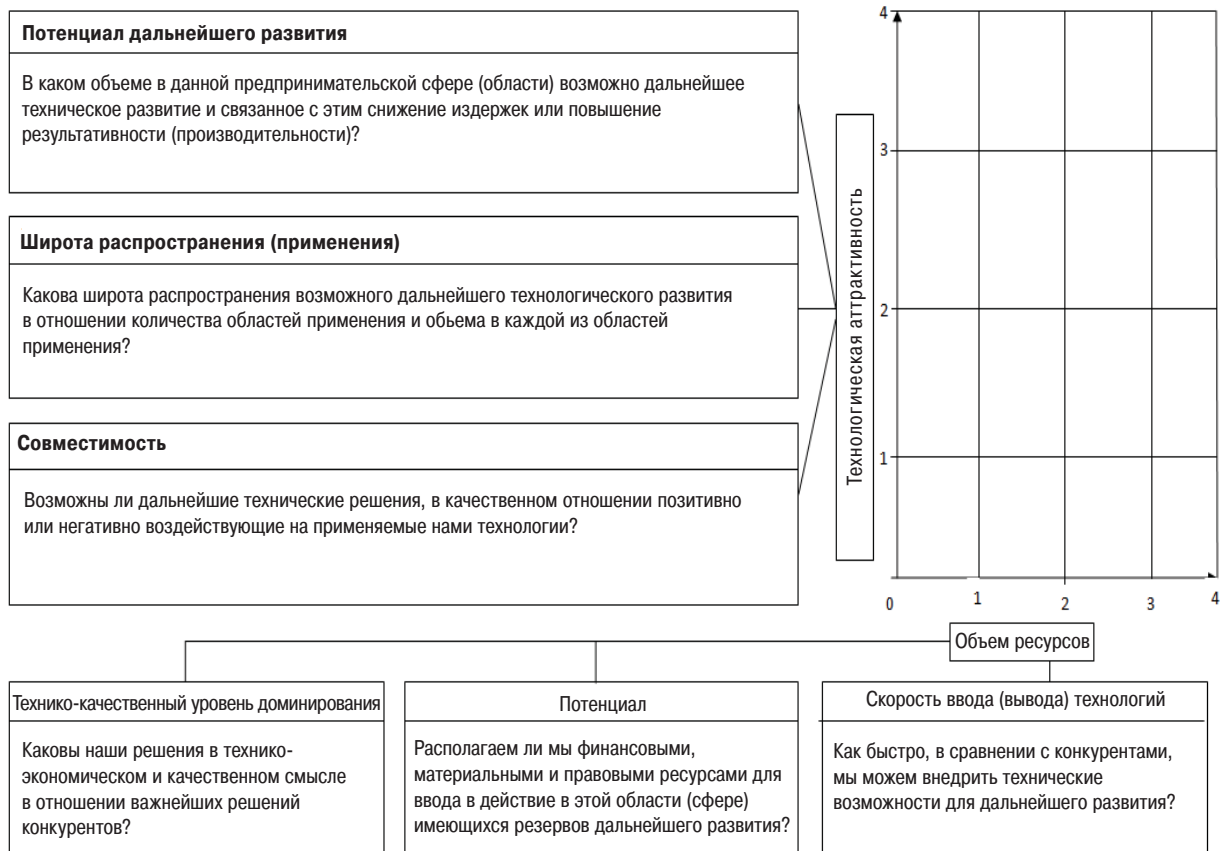 Потенциал дальнейшего развития
В каком объеме в данной предпринимательской сфере (области) возможно дальнейшее
техническое развитие и связанное с этим снижение издержек или повышение
результативности (производительности)?
Широта распространения (применения)
Какова широта распространения возможного дальнейшего технологического развития
в отношении количества областей применения и обьема в каждой из областей
применения?
Совместимость
Возможны ли дальнейшие технические решения, в качественном отношении позитивно
или негативно воздействующие на применяемые нами технологии?
Технологическая аттрактивность
4
3
2
1
0
1
2
3
4
Объем ресурсов
Технико-качественный уровень доминирования
Каковы наши решения в технико-
экономическом и качественном смысле
в отношении важнейших решений
конкурентов?
Потенциал
Располагаем ли мы финансовыми,
материальными и правовыми ресурсами для
ввода в действие в этой области (сфере)
имеющихся резервов дальнейшего развития?
Скорость ввода (вывода) технологий
Как быстро, в сравнении с конкурентами,
мы можем внедрить технические
возможности для дальнейшего развития?